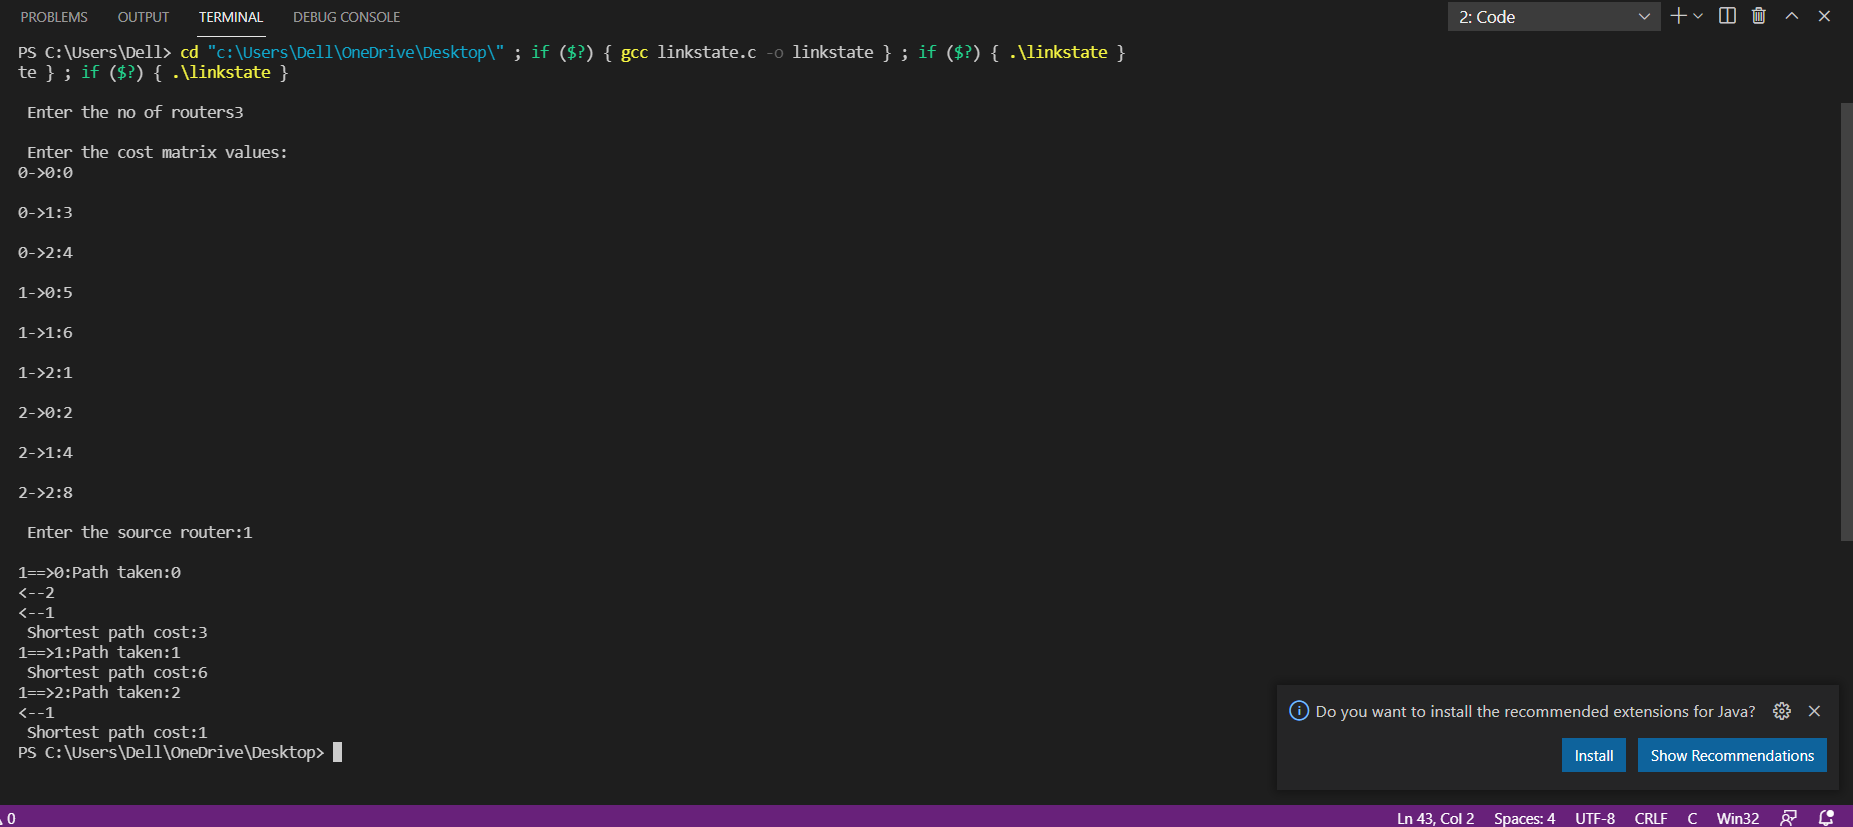 PROBLEMS OUTPUT TERMINAL DEBUG CONSOLE 2: Code
PS C:\Users\Dell> cd "c:\Users\Dell\OneDrive\Desktop\" ; if ($?) { gcc linkstate.c -o linkstate } ; if ($?) { .\linkstate }
te } ; if ($?) { .\linkstate }
Enter the no of routers3
Enter the cost matrix values:
0->0:0
0->1:3
0->2:4
1->0:5
1->1:6
1->2:1
2->0:2
2->1:4
2->2:8
Enter the source router:1
1==>0:Path taken:0
<--2
<--1
Shortest path cost:3
1==>1:Path taken:1
Shortest path cost:6
1==>2:Path taken:2
<--1
Shortest path cost:1
PS C:\Users\Dell\OneDrive\Desktop>
Do you want to install the recommended extensions for Java?
Install Show Recommendations
0 Ln 43, Col 2 Spaces: 4 UTF-8 CRLF C Win32